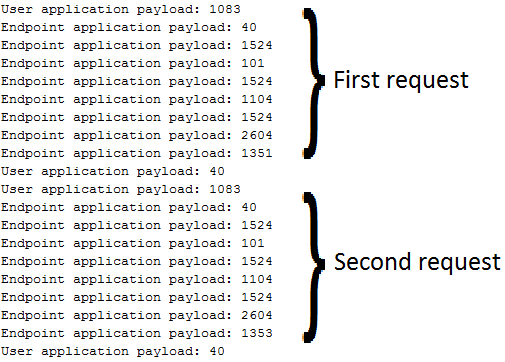 User application payload: 1083
Endpoint application payload: 40
Endpoint application payload: 1524
Endpoint application payload: 101
Endpoint application payload: 1524
Endpoint application payload: 1104
Endpoint application payload: 1524
Endpoint application payload: 2604
Endpoint application payload: 1351
First request
User application payload: 40
User application payload: 1083
Endpoint application payload: 40
Endpoint application payload: 1524
Endpoint application payload: 101
Endpoint application payload: 1524
Endpoint application payload: 1104
Endpoint application payload: 1524
Endpoint application payload: 2604
Endpoint application payload: 1353
Second request
User application payload: 40